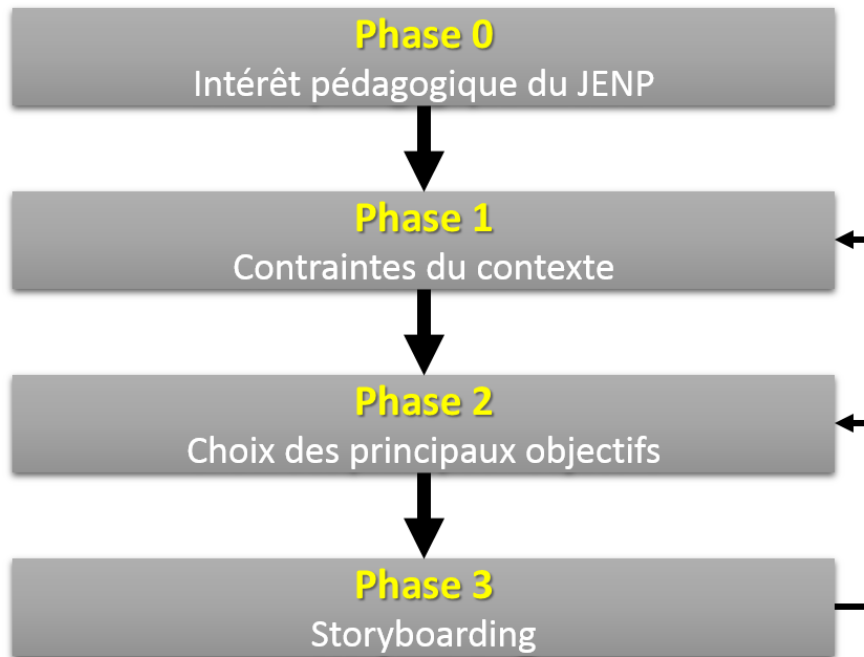 Phase 0
Intérêt pédagogique du JENP
Phase 1
Contraintes du contexte
Phase 2
Choix des principaux objectifs
Phase 3
Storyboarding